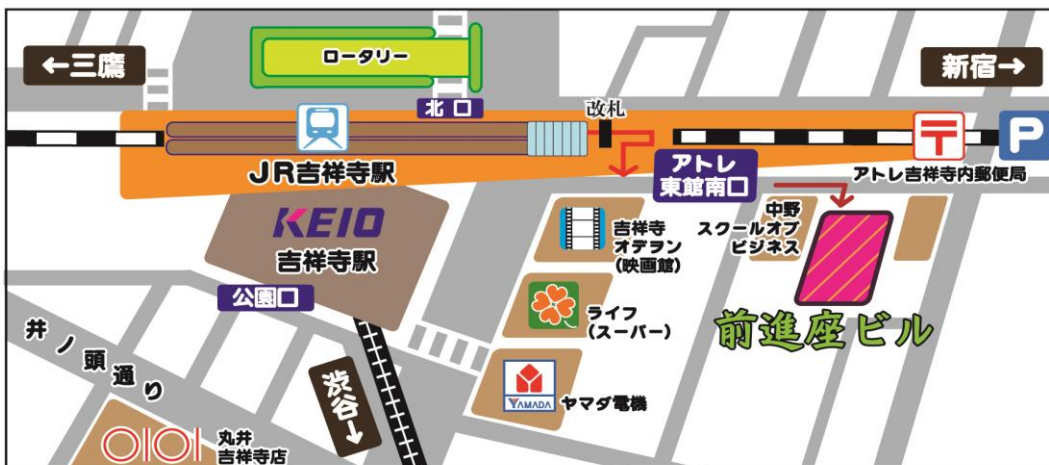 ←三鷹
ロータリー
新宿→
北口
改札
JR吉祥寺駅
アトレ
東館南口
アトレ吉祥寺内郵便局
P
KEIO
吉祥寺駅
公園口
吉祥寺
オデヲン
(映画館)
中野
スクールオブ
ビジネス
ライフ
(スーパー)
前進座ビル
井ノ頭通り
渋谷→
YAMADA
ヤマダ電機
OIOI
丸井
吉祥寺店